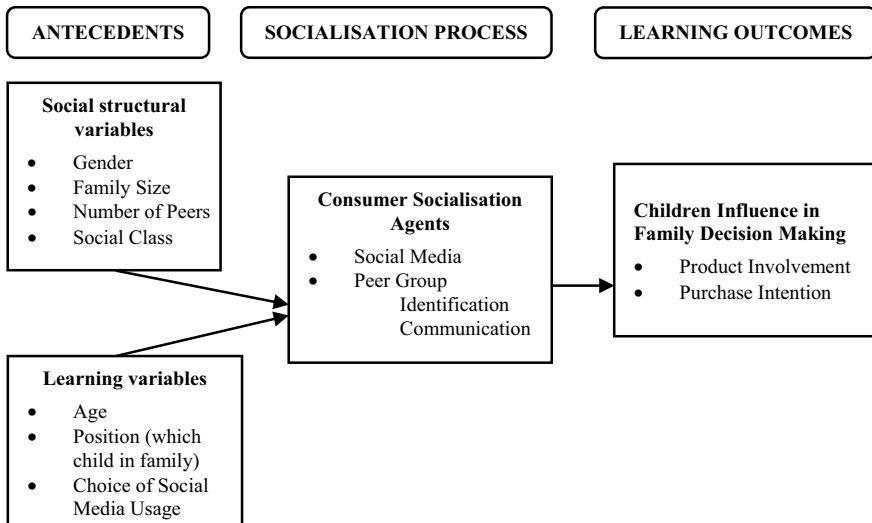 ANTECEDENTS
SOCIALISATION PROCESS
LEARNING OUTCOMES
Social structural
variables
• Gender
• Family Size
• Number of Peers
• Social Class
Learning variables
• Age
• Position (which
child in family)
• Choice of Social
Media Usage
Consumer Socialisation
Agents
• Social Media
• Peer Group
Identification
Communication
Children Influence in
Family Decision Making
• Product Involvement
• Purchase Intention